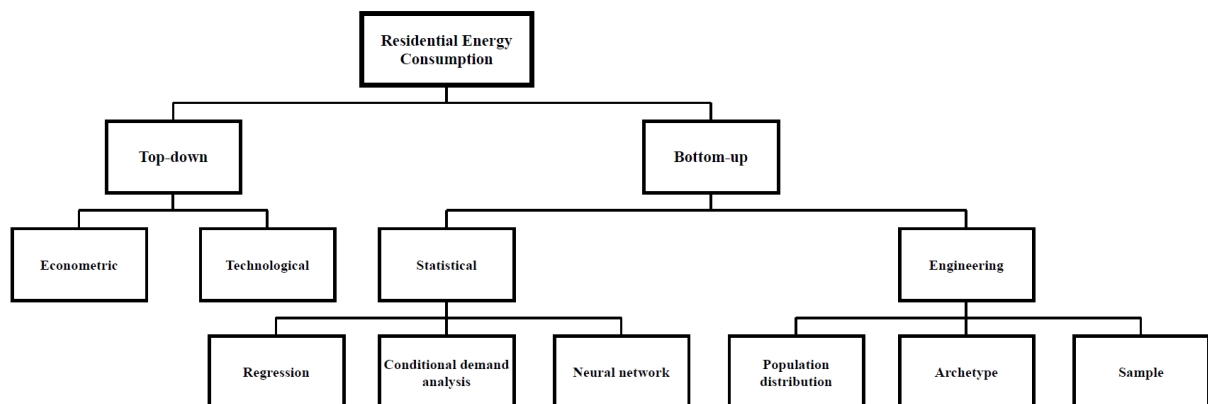 Residential Energy
Consumption
Top-down
Bottom-up
Econometric
Technological
Statistical
Engineering
Regression
Conditional demand
analysis
Neural network
Population
distribution
Archetype
Sample